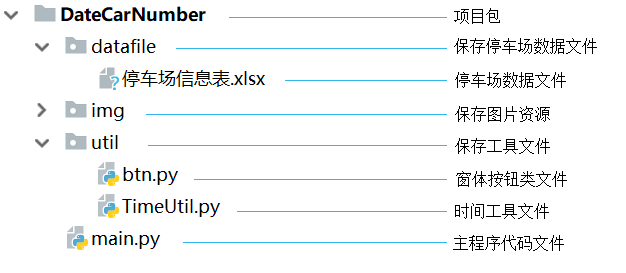 DateCarNumber 项目包
datafile 保存停车场数据文件
停车场信息表.xlsx 停车场数据文件
img 保存图片资源
util 保存工具文件
btn.py 窗体按钮类文件
TimeUtil.py 时间工具文件
main.py 主程序代码文件